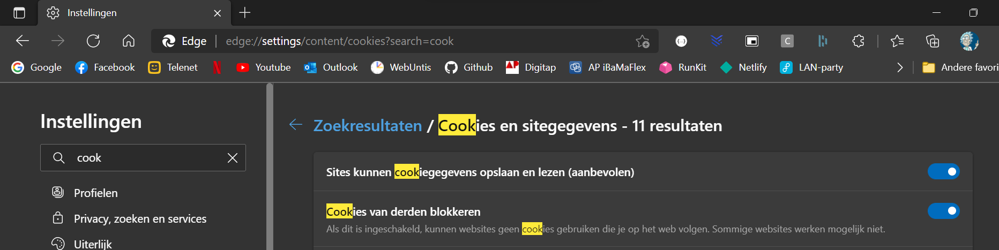 Instellingen
Edge edge://settings/content/cookies?search=cook
C
Google Facebook Telenet Youtube Outlook WebUntis Github Digitap AP iBaMaFlex RunKit Netlify LAN-party Andere favori
Instellingen
cook
Profielen
Privacy, zoeken en services
Uiterlijk
Zoekresultaten / Cookies en sitegegevens - 11 resultaten
Sites kunnen cookiegegevens opslaan en lezen (aanbevolen)
Cookies van derden blokkeren
Als dit is ingeschakeld, kunnen websites geen cookies gebruiken die je op het web volgen. Sommige websites werken mogelijk niet.